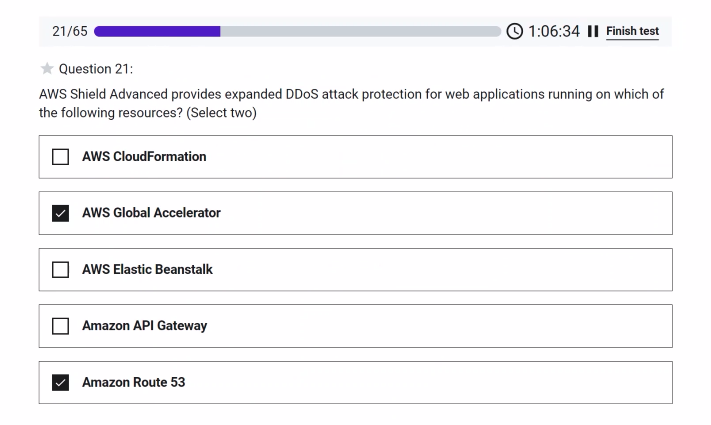 21/65 1:06:34 Finish test
Question 21:
AWS Shield Advanced provides expanded DDoS attack protection for web applications running on which of
the following resources? (Select two)
AWS CloudFormation
AWS Global Accelerator
AWS Elastic Beanstalk
Amazon API Gateway
Amazon Route 53